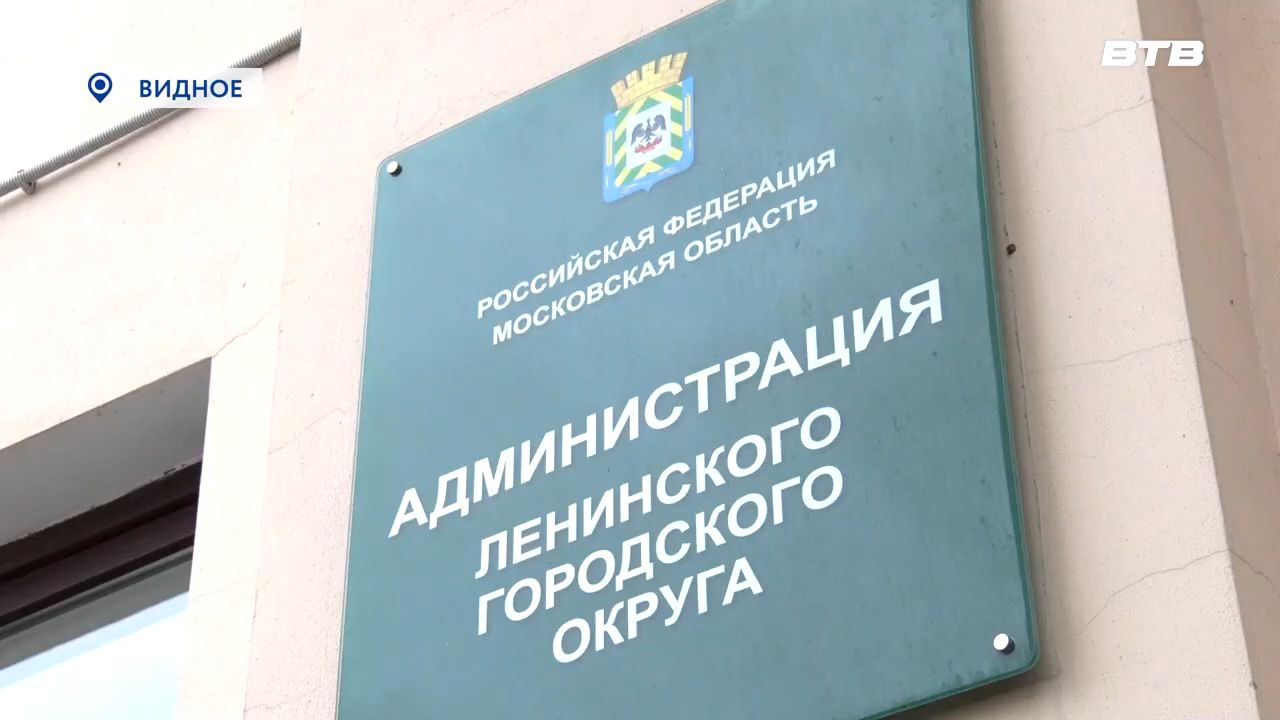 ВИДНОЕ
ВТВ
РОССИЙСКАЯ ФЕДЕРАЦИЯ
МОСКОВСКАЯ ОБЛАСТЬ
АДМИНИСТРАЦИЯ
ЛЕНИНСКОГО
ГОРОДСКОГО
ОКРУГА